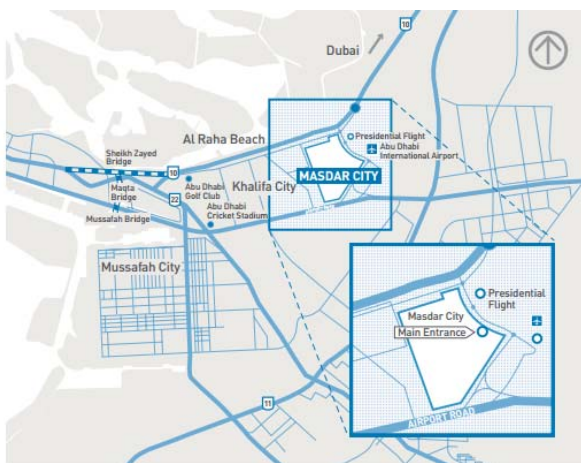 10
Dubai
Presidential Flight
Abu Dhabi
International Airport
Al Raha Beach
Sheikh Zayed
Bridge
10
MASDAR CITY
Maqta
Bridge
Abu Dhabi
Golf Club
Khalifa City
22
Abu Dhabi
Cricket Stadium
Mussafah Bridge
Mussafah City
11
Presidential
Flight
Masdar City
Main Entrance
AIRPORT ROAD